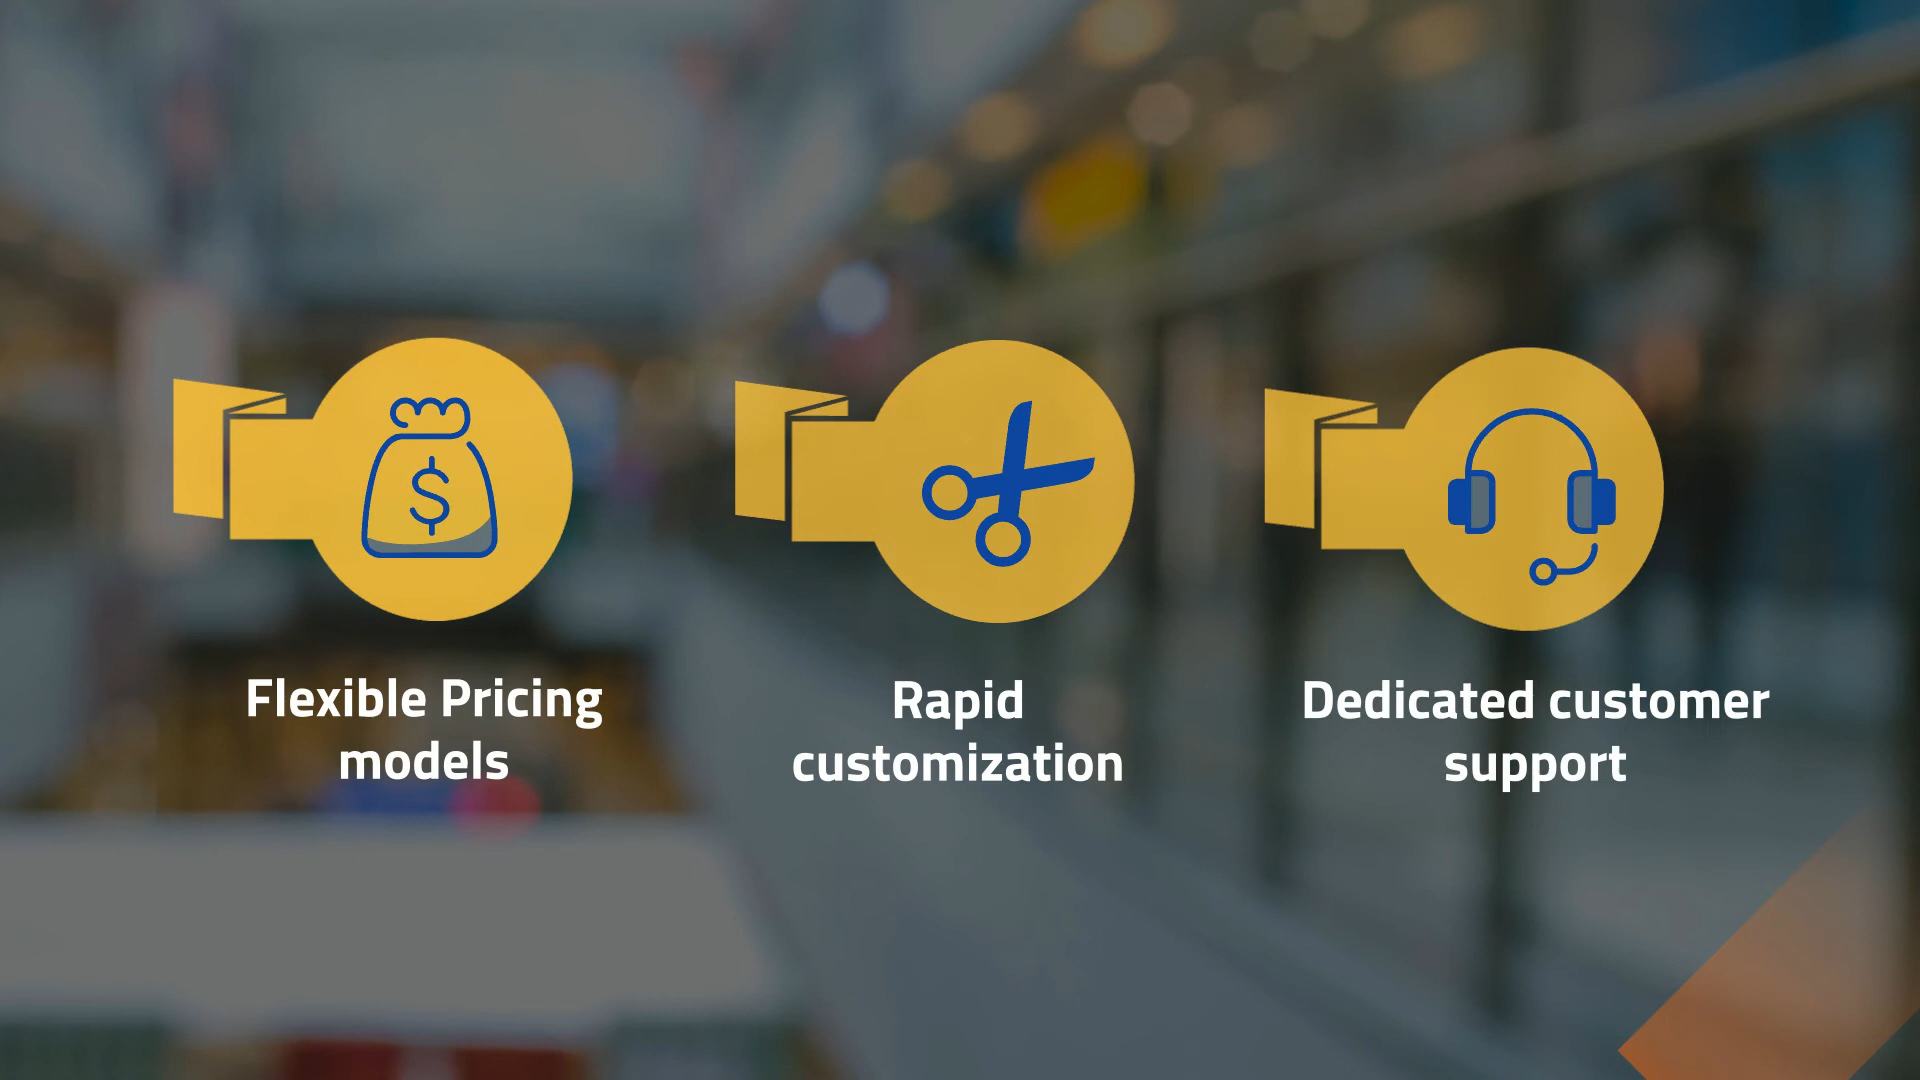 Flexible Pricing
models
Rapid
customization
Dedicated customer
support